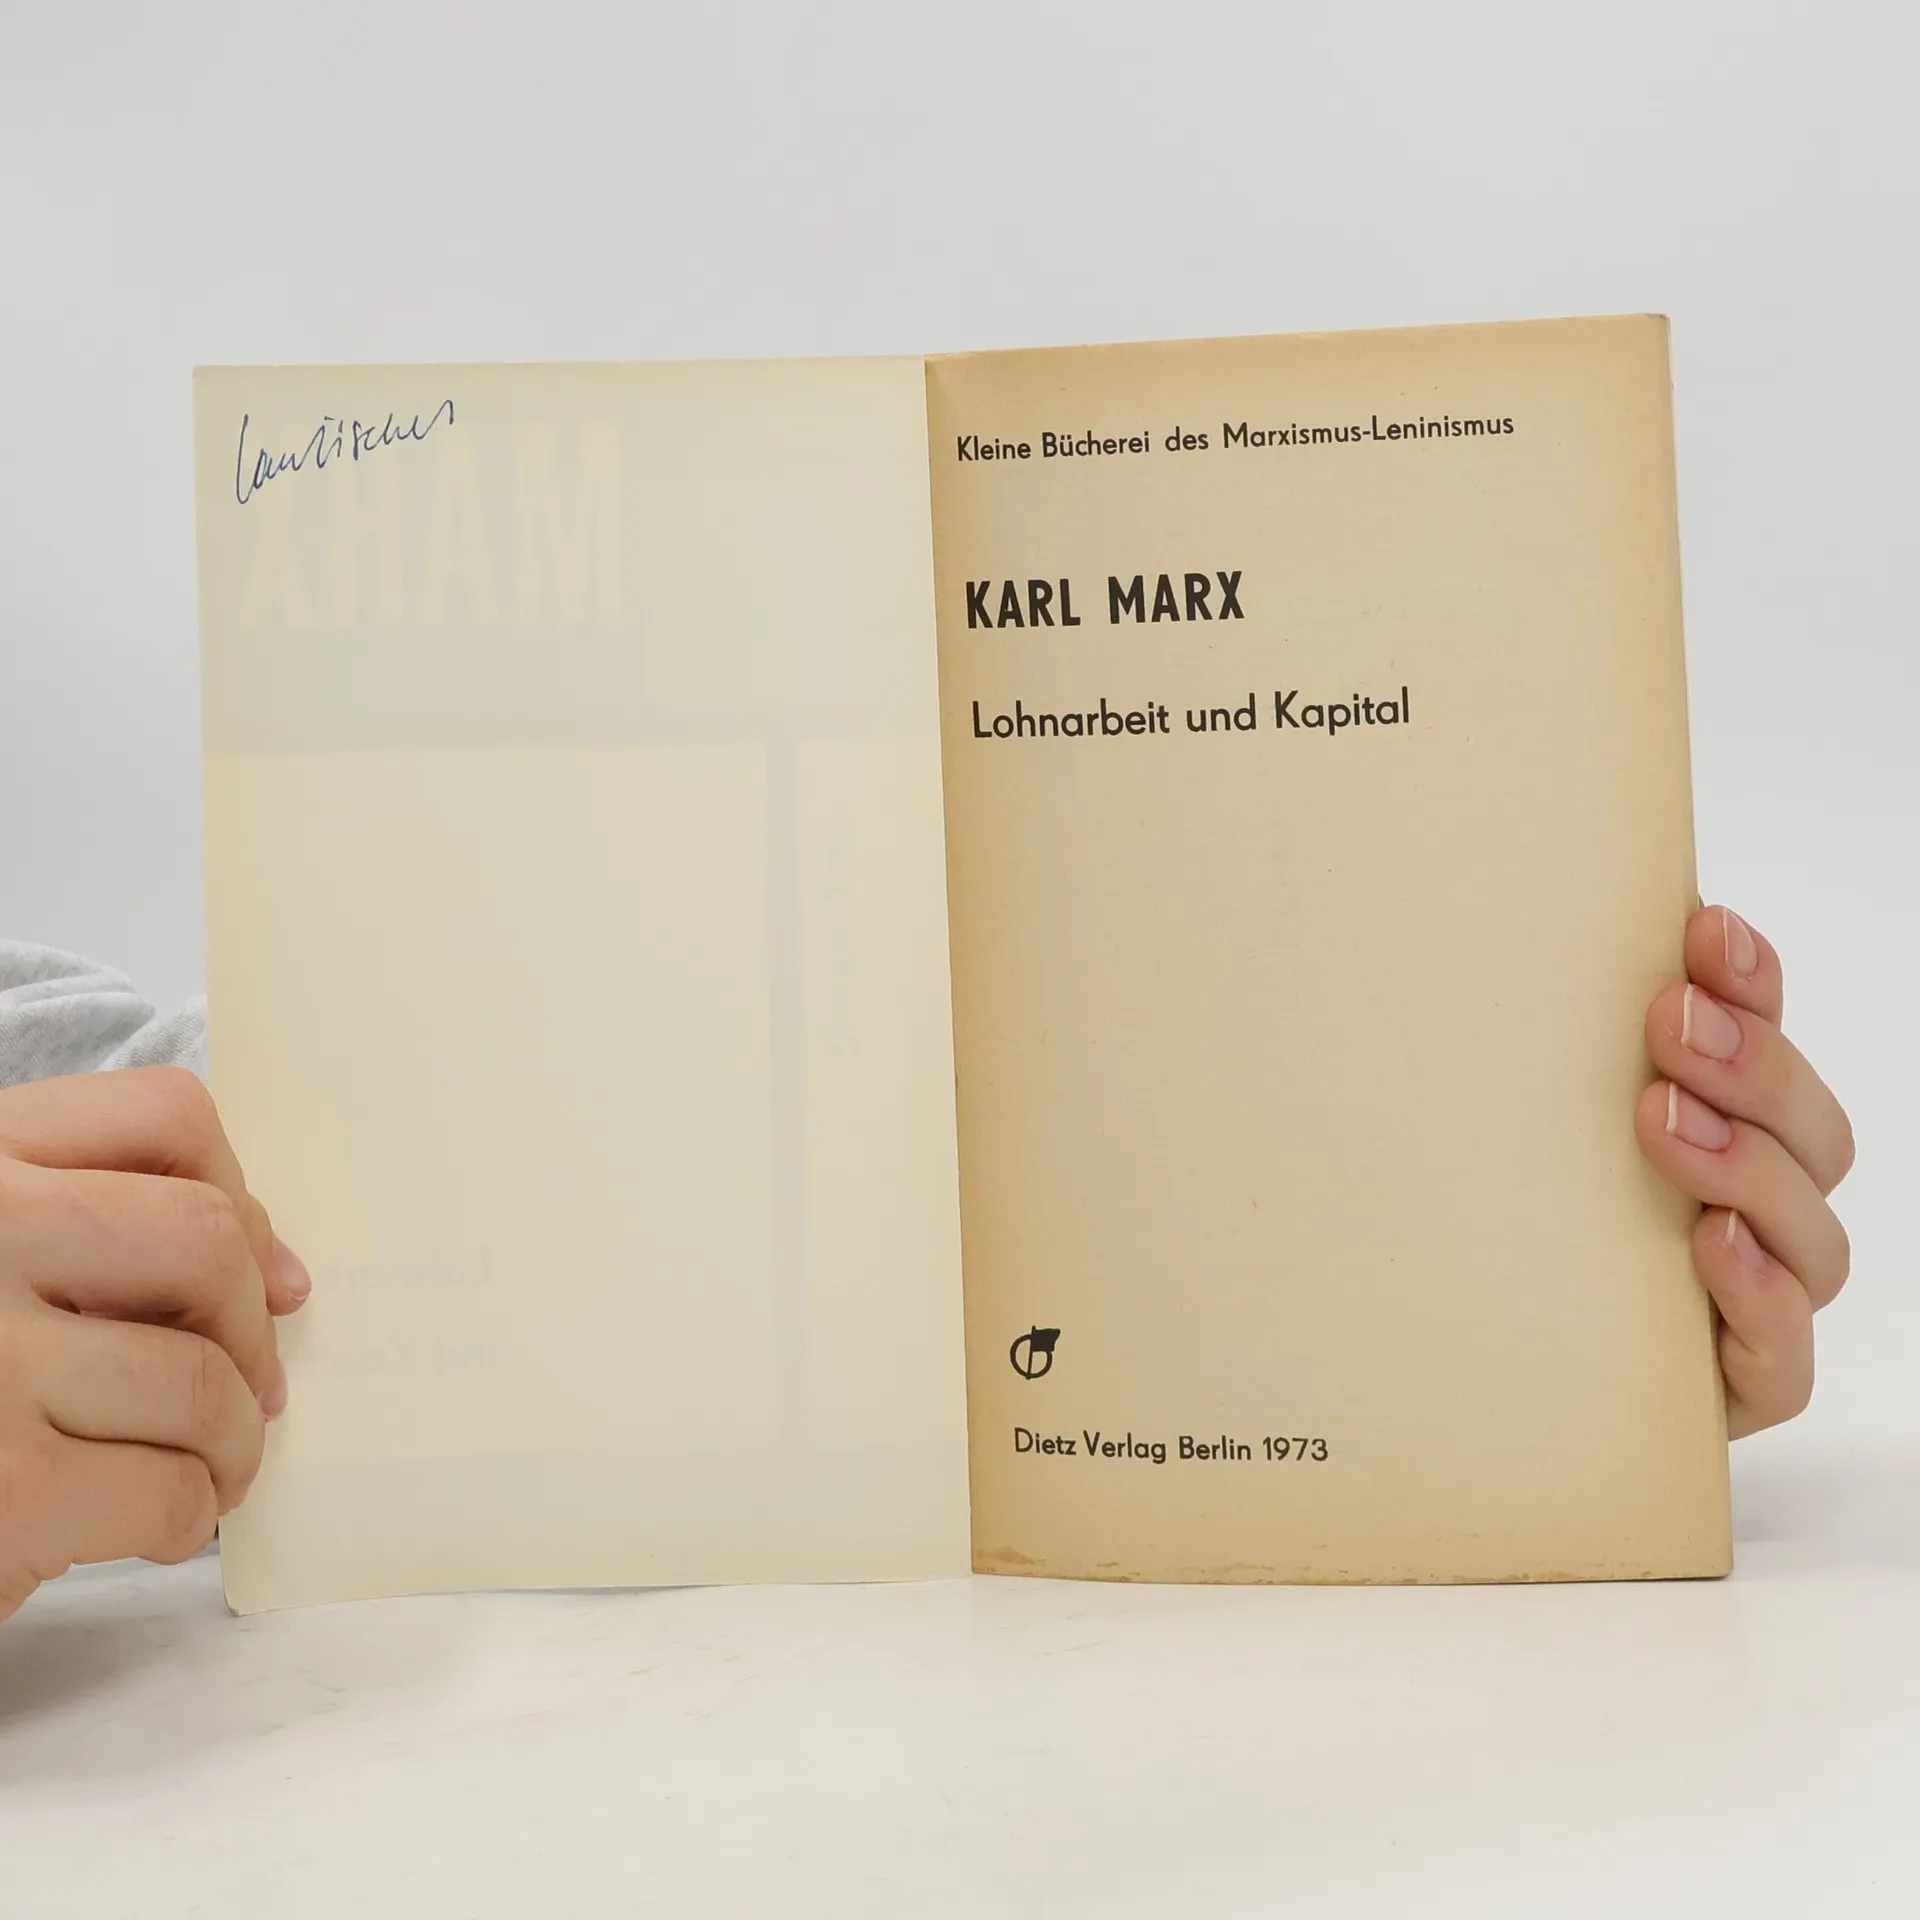 Kleine Bücherei des Marxismus-Leninismus
KARL MARX
Lohnarbeit und Kapital
Dietz Verlag Berlin 1973